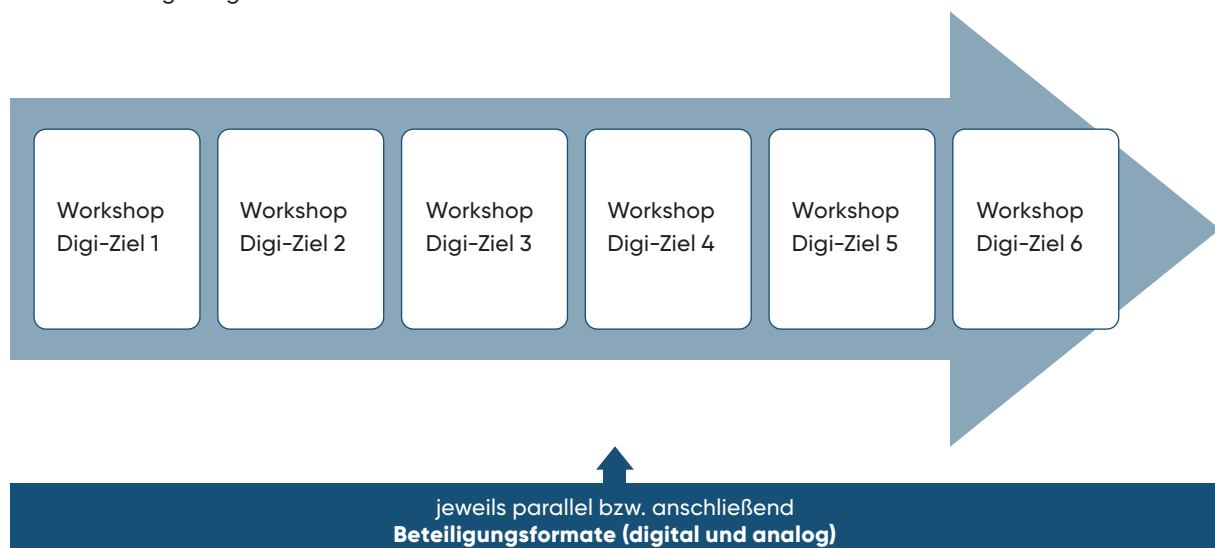 Workshop
Digi-Ziel 1
Workshop
Digi-Ziel 2
Workshop
Digi-Ziel 3
Workshop
Digi-Ziel 4
Workshop
Digi-Ziel 5
Workshop
Digi-Ziel 6
jeweils parallel bzw. anschließend
Beteiligungsformate (digital und analog)